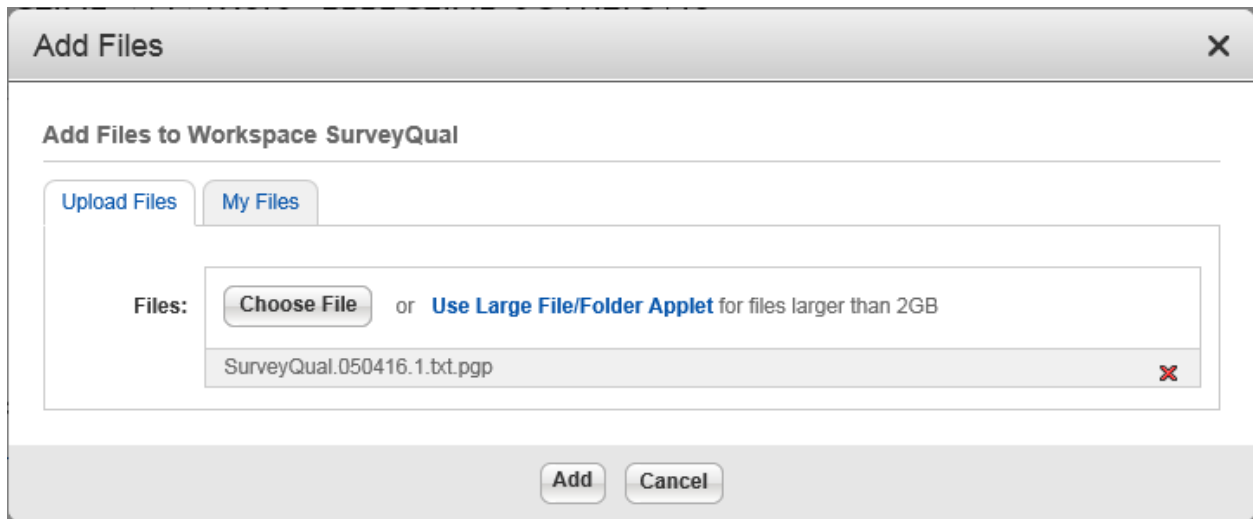 Add Files
Add Files to Workspace SurveyQual
Upload Files My Files
Files: Choose File or Use Large File/Folder Applet for files larger than 2GB
SurveyQual.050416.1.txt.pgp
Add Cancel